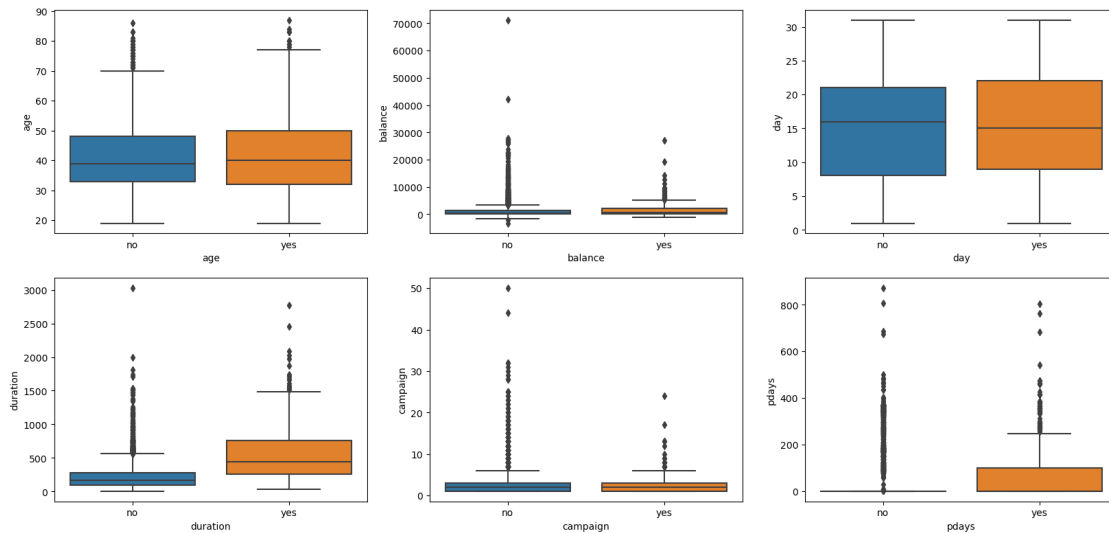 age
90
80
70
60
50
40
30
20
no yes
age
balance
70000
60000
50000
40000
30000
20000
10000
0
no yes
balance
day
30
25
20
15
10
5
0
no yes
day
duration
3000
2500
2000
1500
1000
500
0
no yes
duration
campaign
50
40
30
20
10
0
no yes
campaign
pdays
800
600
400
200
0
no yes
pdays